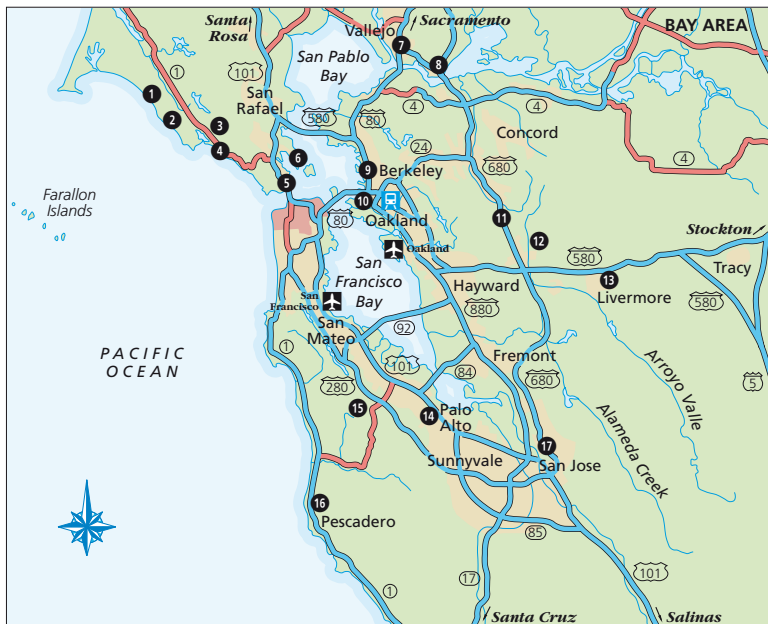 BAY AREA
Santa
Rosa
Vallejo
Sacramento
7
8
San Pablo
Bay
1
101
San
Rafael
580
80
4
4
4
1
2
3
4
5
6
24
Concord
680
9
Berkeley
10
Oakland
80
Oakland
11
12
Farallon
Islands
Stockton
580
Tracy
580
13
Livermore
San
Francisco
Bay
Hayward
880
San
Francisco
San
Mateo
92
PACIFIC
OCEAN
1
101
84
Fremont
680
5
280
15
14
Palo
Alto
Arroyo Valle
Alameda Creek
17
San Jose
Sunnyvale
16
Pescadero
85
17
101
1
Santa Cruz
Salinas